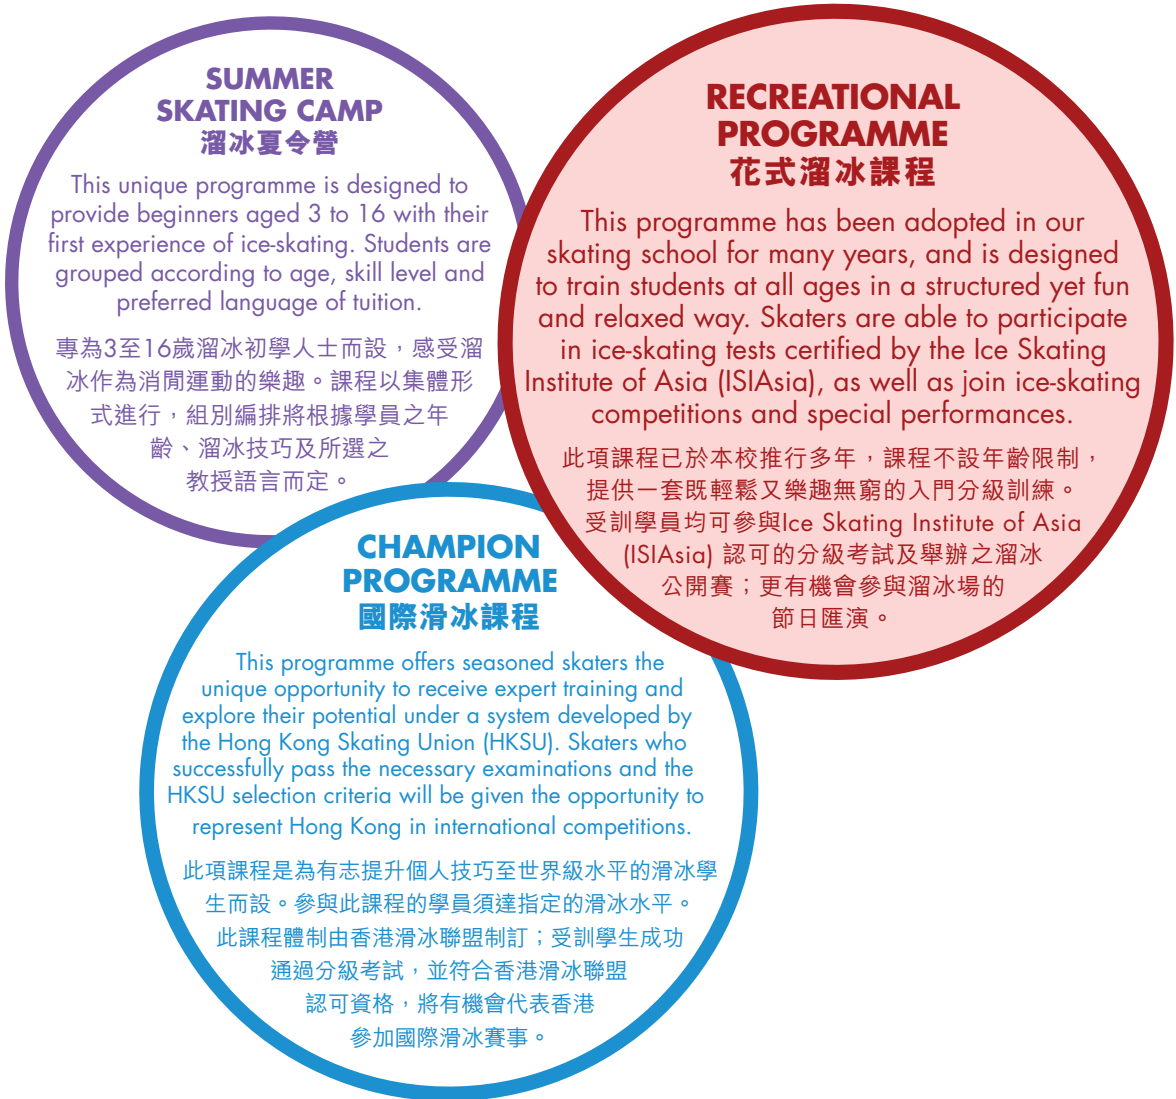 SUMMER
SKATING CAMP
溜冰夏令營
This unique programme is designed to
provide beginners aged 3 to 16 with their
first experience of ice-skating. Students are
grouped according to age, skill level and
preferred language of tuition.
專為3至16歲溜冰初學人士而設，感受溜
冰作為消閒運動的樂趣。課程以集體形
式進行，組別編排將根據學員之年
齡、溜冰技巧及所選之
教授語言而定。
RECREATIONAL
PROGRAMME
花式溜冰課程
This programme has been adopted in our
skating school for many years, and is designed
to train students at all ages in a structured yet fun
and relaxed way. Skaters are able to participate
in ice-skating tests certified by the Ice Skating
Institute of Asia (ISIAsia), as well as join ice-skating
competitions and special performances.
此項課程已於本校推行多年，課程不設年齡限制，
提供一套既輕鬆又樂趣無窮的入門分級訓練。
受訓學員均可參與Ice Skating Institute of Asia
(ISIAsia) 認可的分級考試及舉辦之溜冰
公開賽；更有機會參與溜冰場的
節日匯演。
CHAMPION
PROGRAMME
國際滑冰課程
This programme offers seasoned skaters the
unique opportunity to receive expert training and
explore their potential under a system developed by
the Hong Kong Skating Union (HKSU). Skaters who
successfully pass the necessary examinations and the
HKSU selection criteria will be given the opportunity to
represent Hong Kong in international competitions.
此項課程是為有志提升個人技巧至世界級水平的滑冰學
生而設。參與此課程的學員須達指定的滑冰水平。
此課程體制由香港滑冰聯盟制訂；受訓學生成功
通過分級考試，並符合香港滑冰聯盟
認可資格，將有機會代表香港
參加國際滑冰賽事。